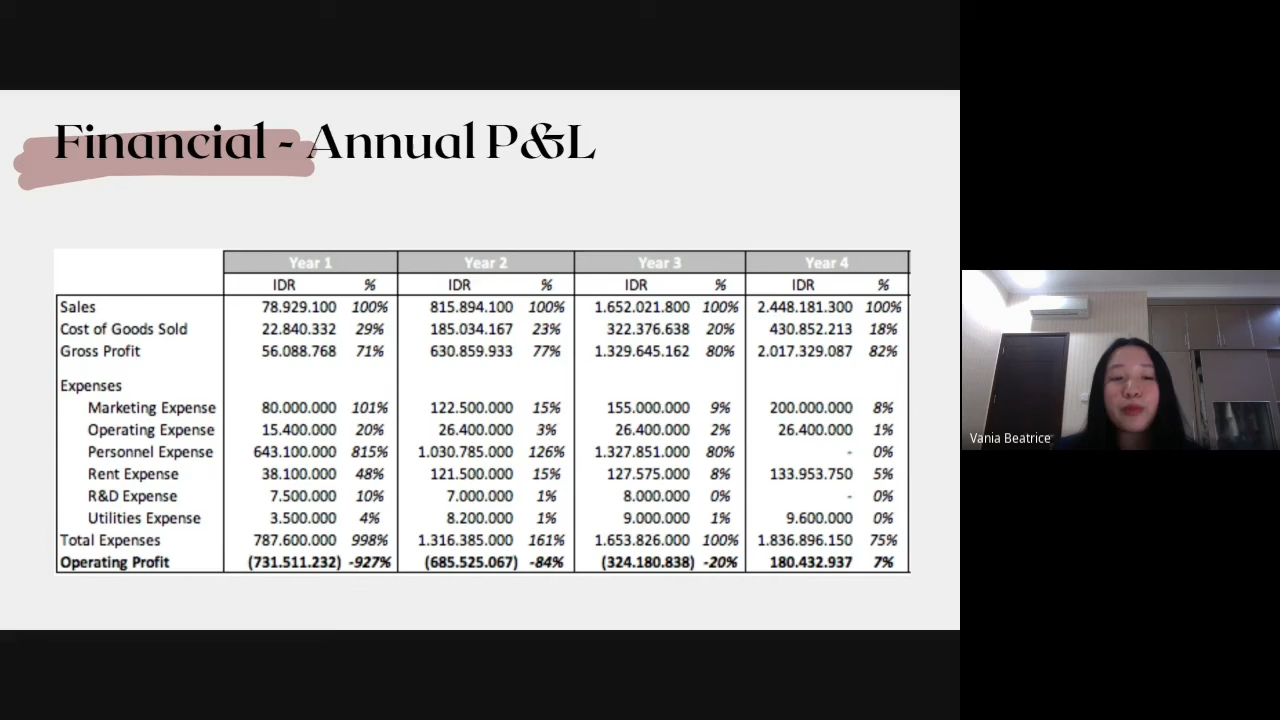 Financial - Annual P&L
Year 1 Year 2 Year 3 Year 4
IDR % IDR % IDR % IDR %
Sales 78.929.100 100% 815.894.100 100% 1.652.021.800 100% 2.448.181.300 100%
Cost of Goods Sold 22.840.332 29% 185.034.167 23% 322.376.638 20% 430.852.213 18%
Gross Profit 56.088.768 71% 630.859.933 77% 1.329.645.162 80% 2.017.329.087 82%
Expenses
Marketing Expense 80.000.000 101% 122.500.000 15% 155.000.000 9% 200.000.000 8%
Operating Expense 15.400.000 20% 26.400.000 3% 26.400.000 2% 26.400.000 1%
Personnel Expense 643.100.000 815% 1.030.785.000 126% 1.327.851.000 80% - 0%
Rent Expense 38.100.000 48% 121.500.000 15% 127.575.000 8% 133.953.750 5%
R&D Expense 7.500.000 10% 7.000.000 1% 8.000.000 0% - 0%
Utilities Expense 3.500.000 4% 8.200.000 1% 9.000.000 1% 9.600.000 0%
Total Expenses 787.600.000 998% 1.316.385.000 161% 1.653.826.000 100% 1.836.896.150 75%
Operating Profit (731.511.232) -927% (685.525.067) -84% (324.180.838) -20% 180.432.937 7%
Vania Beatrice